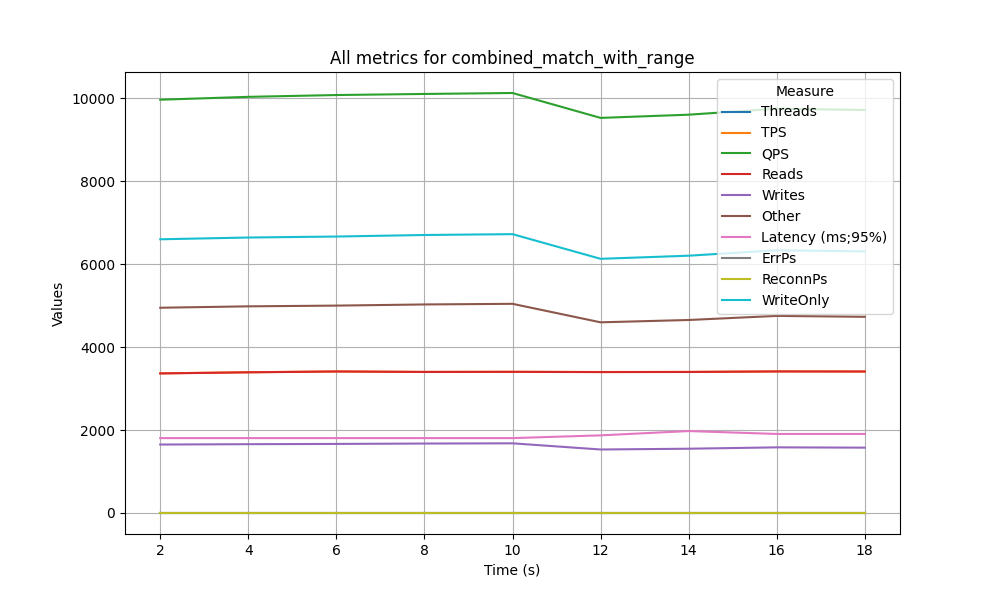 All metrics for combined_match_with_range
Measure
Threads
TPS
QPS
Reads
Writes
Other
Latency (ms;95%)
ErrPs
ReconnPs
WriteOnly
Values
10000
8000
6000
4000
2000
0
2 4 6 8 10 12 14 16 18
Time (s)